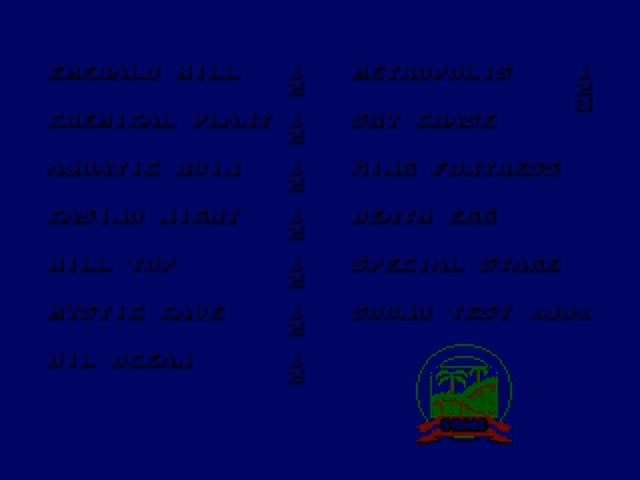 EMERALD HILL 1
2
CHEMICAL PLANT 1
2
AQUATIC RUIN 1
2
CASINO NIGHT 1
2
HILL TOP 1
2
MYSTIC CAVE 1
2
OIL OCEAN 1
2
METROPOLIS 1
2
3
SKY CHASE
WING FORTRESS
DEATH EGG
SPECIAL STAGE
SOUND TEST
SONIC